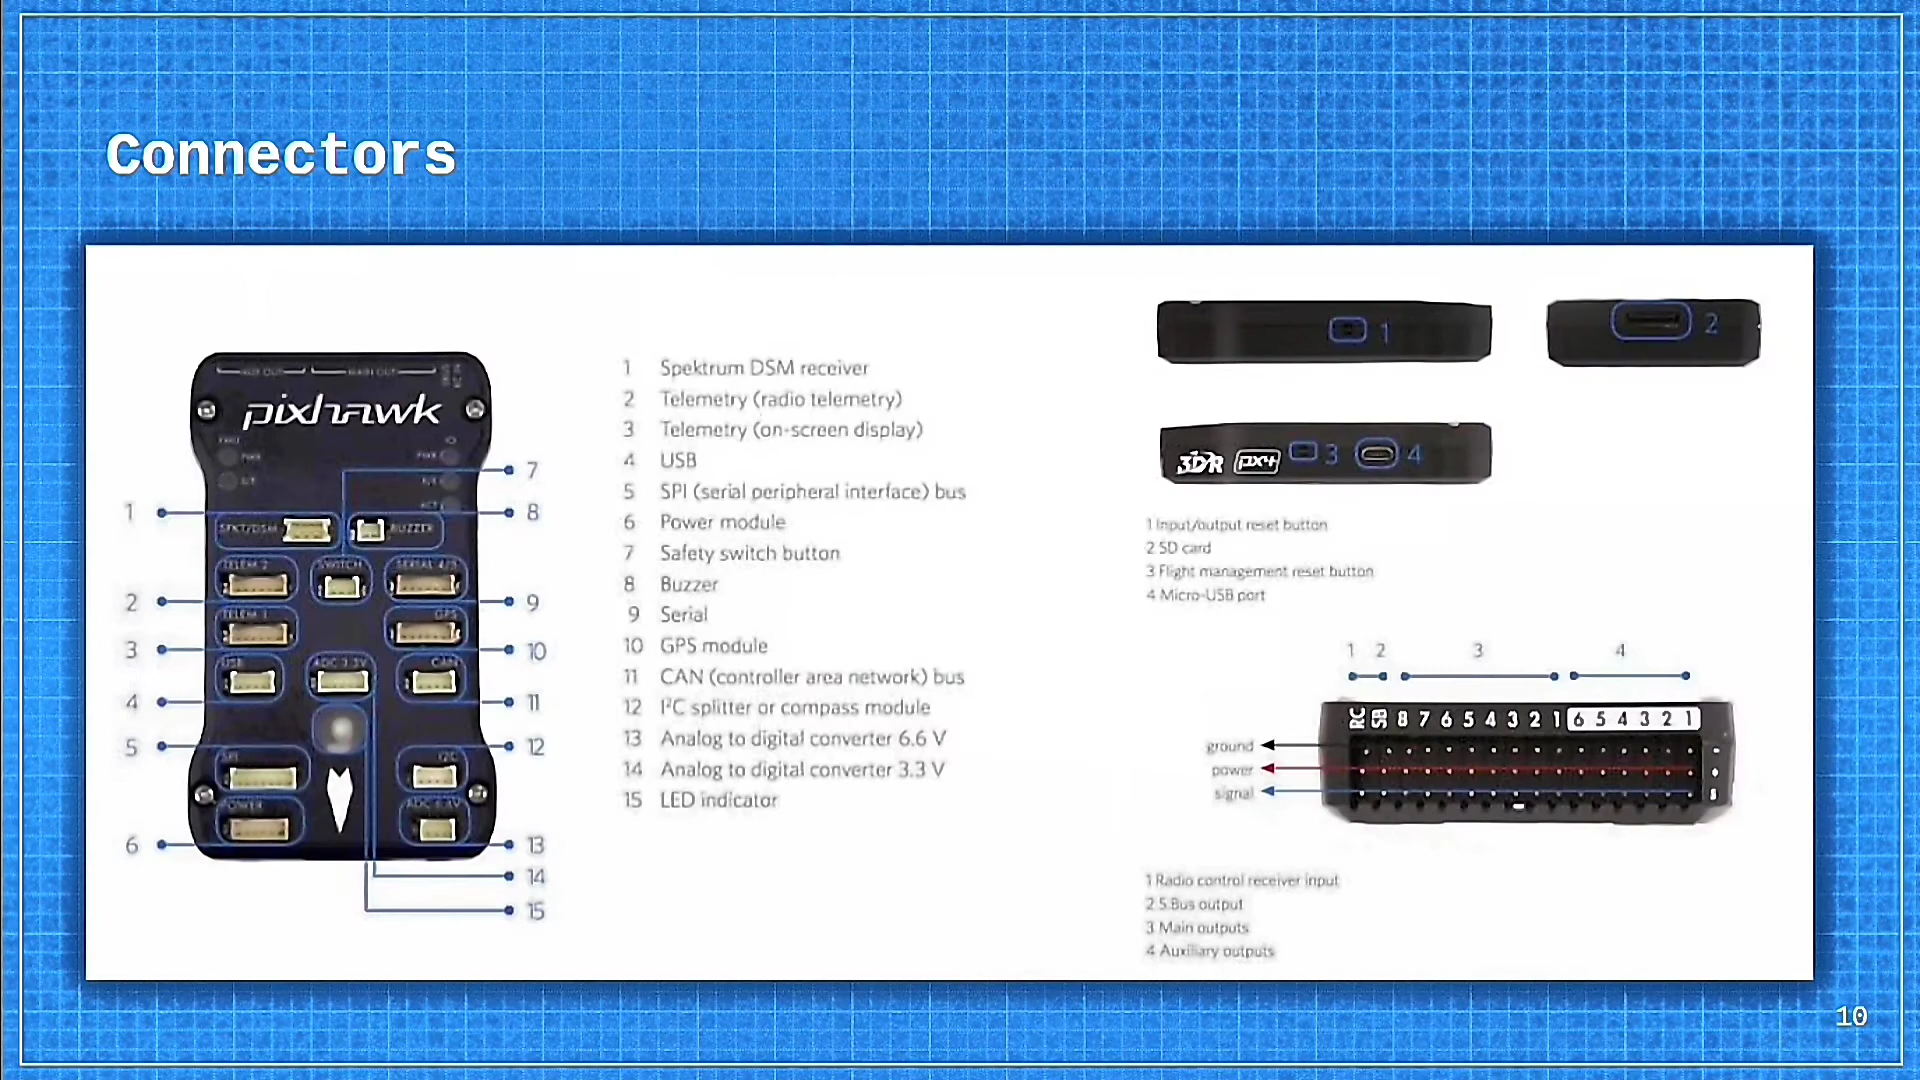 Connectors
AUX OUT
MAIN OUT
pixhawk
PWR
PWR
B/E
1
2
3
4
5
6
SPKT/DSM
BUZZER
TELEM 2
SWITCH
SERIAL 4/5
TELEM 1
GPS
USB
ADC 3.3V
CAN
SPI
I2C
POWER
ADC 6.6V
7
8
9
10
11
12
13
14
15
1 Spektrum DSM receiver
2 Telemetry (radio telemetry)
3 Telemetry (on-screen display)
4 USB
5 SPI (serial peripheral interface) bus
6 Power module
7 Safety switch button
8 Buzzer
9 Serial
10 GPS module
11 CAN (controller area network) bus
12 I²C splitter or compass module
13 Analog to digital converter 6.6 V
14 Analog to digital converter 3.3 V
15 LED indicator
1
2
3DR px4 3 4
1 Input/output reset button
2 SD card
3 Flight management reset button
4 Micro-USB port
1 2 3 4
RC SB 8 7 6 5 4 3 2 1 6 5 4 3 2 1
ground
power
signal
1 Radio control receiver input
2 S.Bus output
3 Main outputs
4 Auxiliary outputs
10